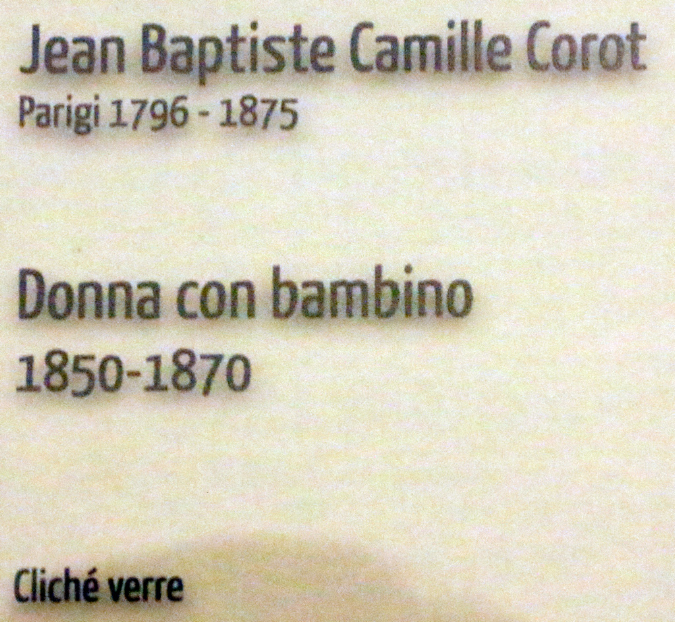 Jean Baptiste Camille Corot
Parigi 1796 - 1875
Donna con bambino
1850-1870
Cliché verre